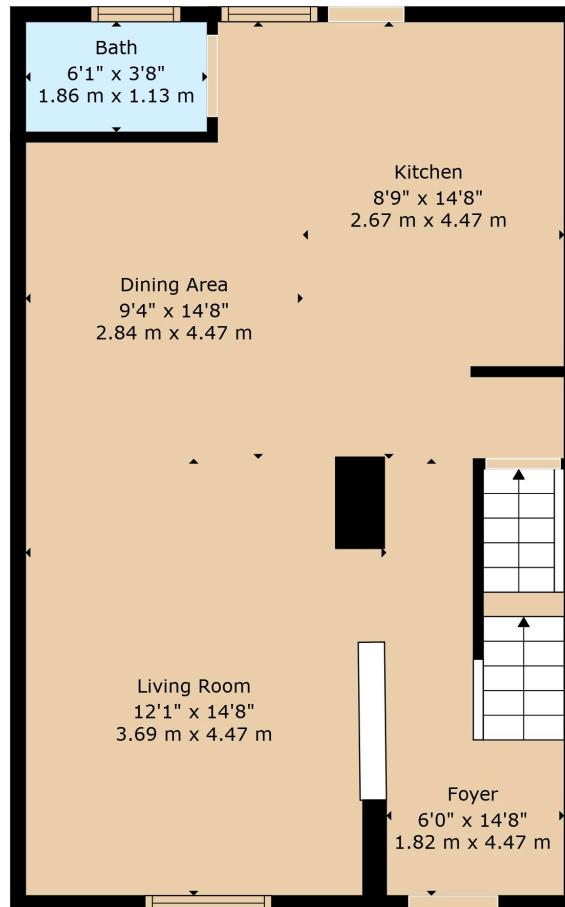 Bath
6'1" x 3'8"
1.86 m x 1.13 m
Kitchen
8'9" x 14'8"
2.67 m x 4.47 m
Dining Area
9'4" x 14'8"
2.84 m x 4.47 m
Living Room
12'1" x 14'8"
3.69 m x 4.47 m
Foyer
6'0" x 14'8"
1.82 m x 4.47 m